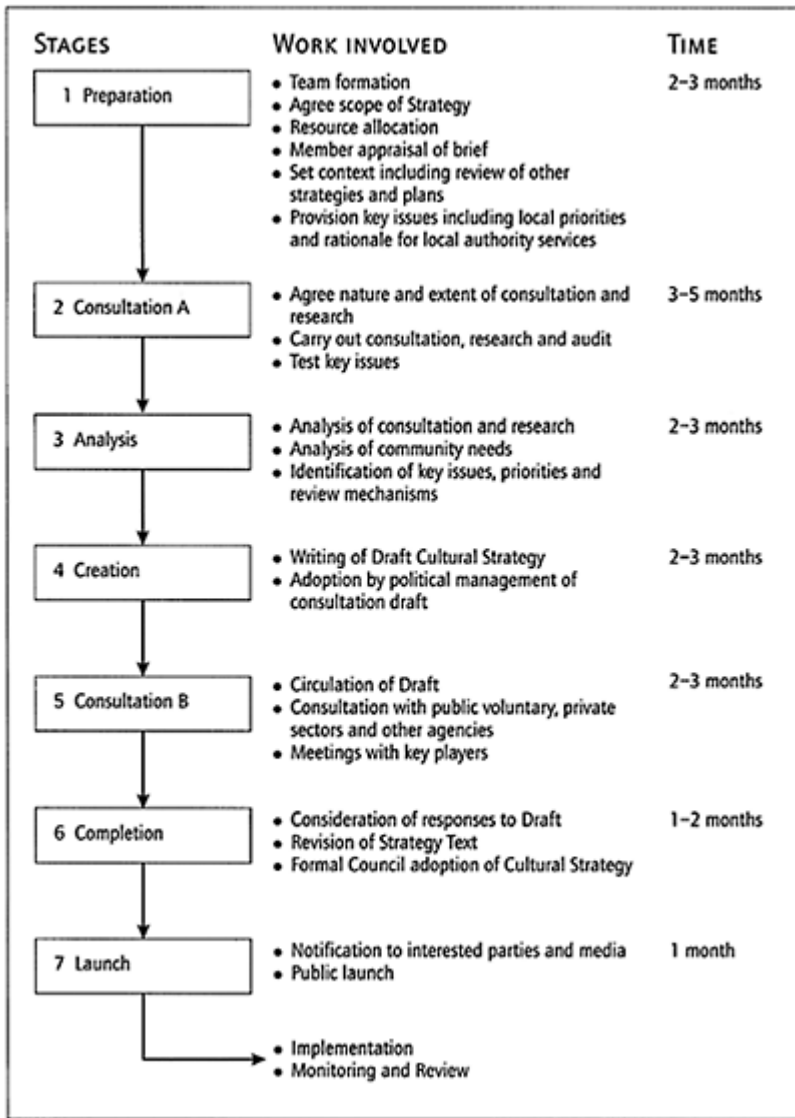 STAGES WORK INVOLVED TIME
1 Preparation
• Team formation 2–3 months
• Agree scope of Strategy
• Resource allocation
• Member appraisal of brief
• Set context including review of other
strategies and plans
• Provision key issues including local priorities
and rationale for local authority services
2 Consultation A
• Agree nature and extent of consultation and 3–5 months
research
• Carry out consultation, research and audit
• Test key issues
3 Analysis
• Analysis of consultation and research 2–3 months
• Analysis of community needs
• Identification of key issues, priorities and
review mechanisms
4 Creation
• Writing of Draft Cultural Strategy 2–3 months
• Adoption by political management of
consultation draft
5 Consultation B
• Circulation of Draft 2–3 months
• Consultation with public voluntary, private
sectors and other agencies
• Meetings with key players
6 Completion
• Consideration of responses to Draft 1–2 months
• Revision of Strategy Text
• Formal Council adoption of Cultural Strategy
7 Launch
• Notification to interested parties and media 1 month
• Public launch
• Implementation
• Monitoring and Review